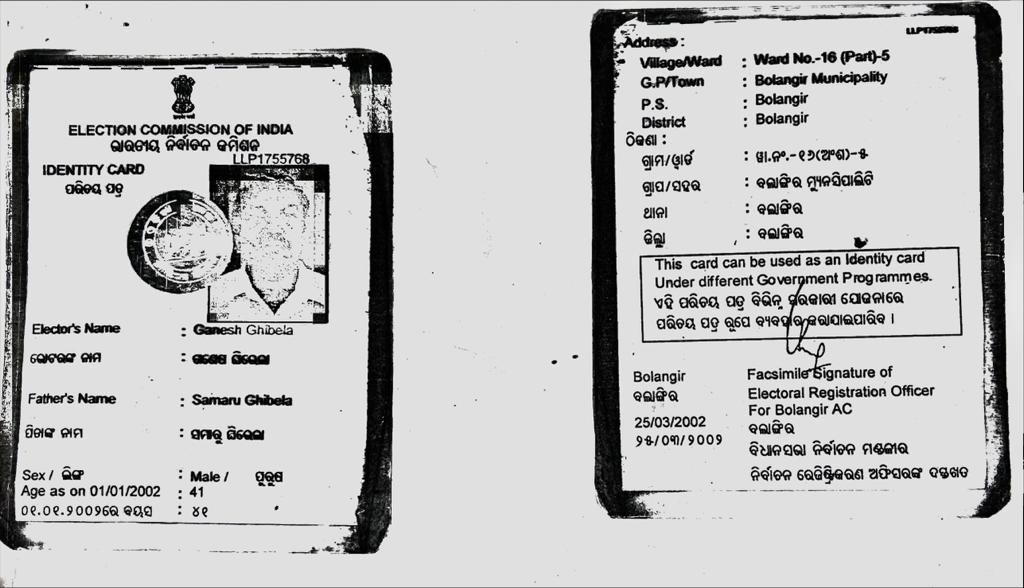 ELECTION COMMISSION OF INDIA
ଭାରତୀୟ ନିର୍ବାଚନ କମିଶନ
LLP1755768
IDENTITY CARD
ପରିଚୟ ପତ୍ର
Elector's Name : Ganesh Ghibela
ଭୋଟରଙ୍କ ନାମ : ଗଣେଷ ଘିବେଲା
Father's Name : Samaru Ghibela
ପିତାଙ୍କ ନାମ : ସମାରୁ ଘିବେଲା
Sex / ଲିଙ୍ଗ : Male / ପୁରୁଷ
Age as on 01/01/2002 : 41
୦୧.୦୧.୨୦୦୨ରେ ବୟସ : ୪୧
LLP1755768
Address :
Village/Ward : Ward No.-16 (Part)-5
G.P/Town : Bolangir Municipality
P.S. : Bolangir
District : Bolangir
ଠିକଣା :
ଗ୍ରାମ/ୱାର୍ଡ : ୱା.ନଂ.-୧୬(ଅଂଶ)-୫
ଗ୍ରାପ/ସହର : ବଲାଙ୍ଗିର ମ୍ୟୁନସିପାଲିଟି
ଥାନା : ବଲାଙ୍ଗିର
ଜିଲ୍ଲା : ବଲାଙ୍ଗିର
This card can be used as an Identity card
Under different Government Programmes.
ଏହି ପରିଚୟ ପତ୍ର ବିଭିନ୍ନ ସରକାରୀ ଯୋଜନାରେ
ପରିଚୟ ପତ୍ର ରୂପେ ବ୍ୟବହାର କରାଯାଇପାରିବ ।
Bolangir
ବଲାଙ୍ଗିର
25/03/2002
୨୫/୦୩/୨୦୦୨
Facsimile Signature of
Electoral Registration Officer
For Bolangir AC
ବଲାଙ୍ଗିର
ବିଧାନସଭା ନିର୍ବାଚନ ମଣ୍ଡଳୀର
ନିର୍ବାଚନ ରେଜିଷ୍ଟ୍ରିକରଣ ଅଫିସରଙ୍କ ଦସ୍ତଖତ